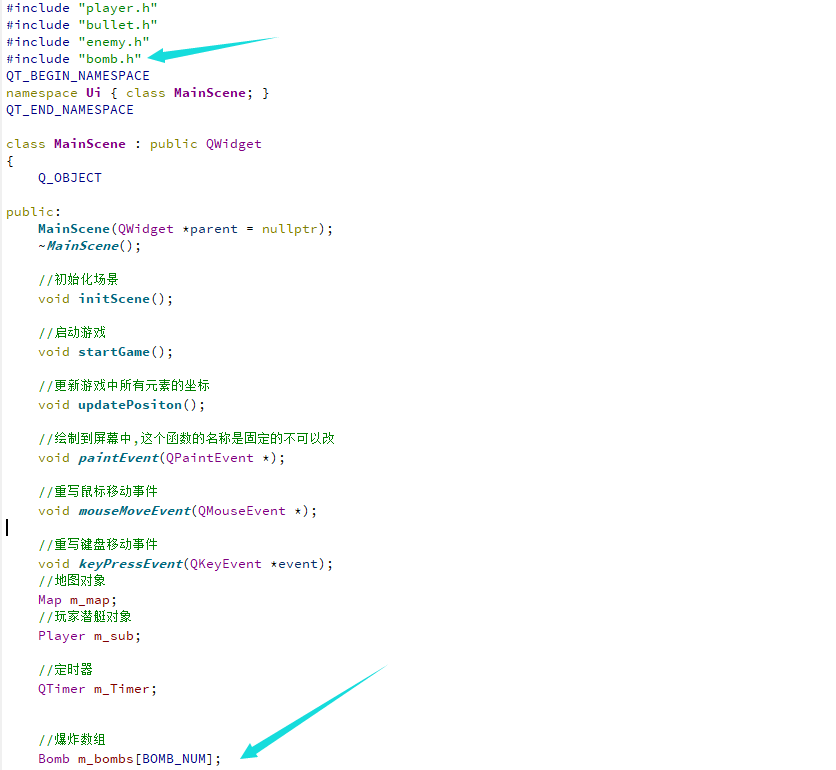 #include "player.h"
#include "bullet.h"
#include "enemy.h"
#include "bomb.h"
QT_BEGIN_NAMESPACE
namespace Ui { class MainScene; }
QT_END_NAMESPACE
class MainScene : public QWidget
{
Q_OBJECT
public:
MainScene(QWidget *parent = nullptr);
~MainScene();
//初始化场景
void initScene();
//启动游戏
void startGame();
//更新游戏中所有元素的坐标
void updatePositon();
//绘制到屏幕中,这个函数的名称是固定的不可以改
void paintEvent(QPaintEvent *);
//重写鼠标移动事件
void mouseMoveEvent(QMouseEvent *);
//重写键盘移动事件
void keyPressEvent(QKeyEvent *event);
//地图对象
Map m_map;
//玩家潜艇对象
Player m_sub;
//定时器
QTimer m_Timer;
//爆炸数组
Bomb m_bombs[BOMB_NUM];